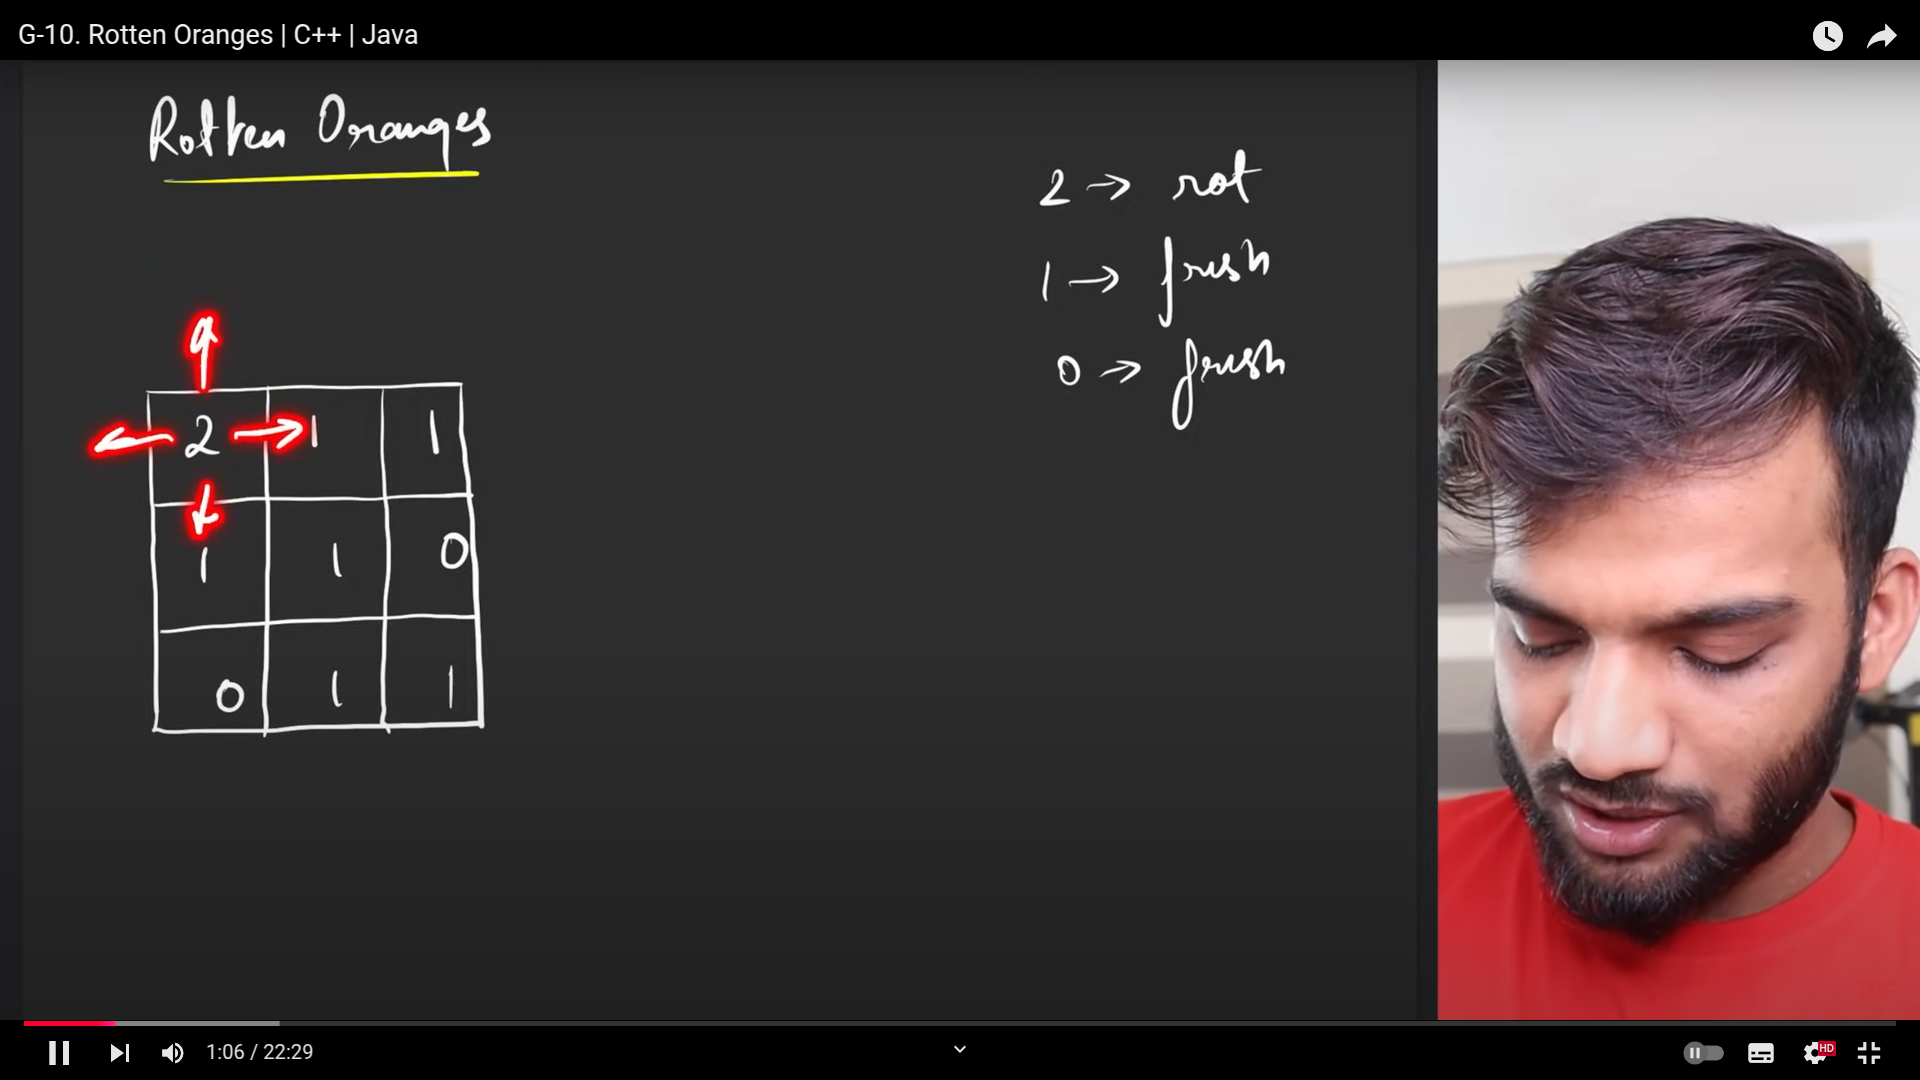 G-10. Rotten Oranges | C++ | Java
Rotten Oranges
2 → rot
1 → fresh
0 → fresh
2 1 1
1 1 0
0 1 1
1:06 / 22:29
HD